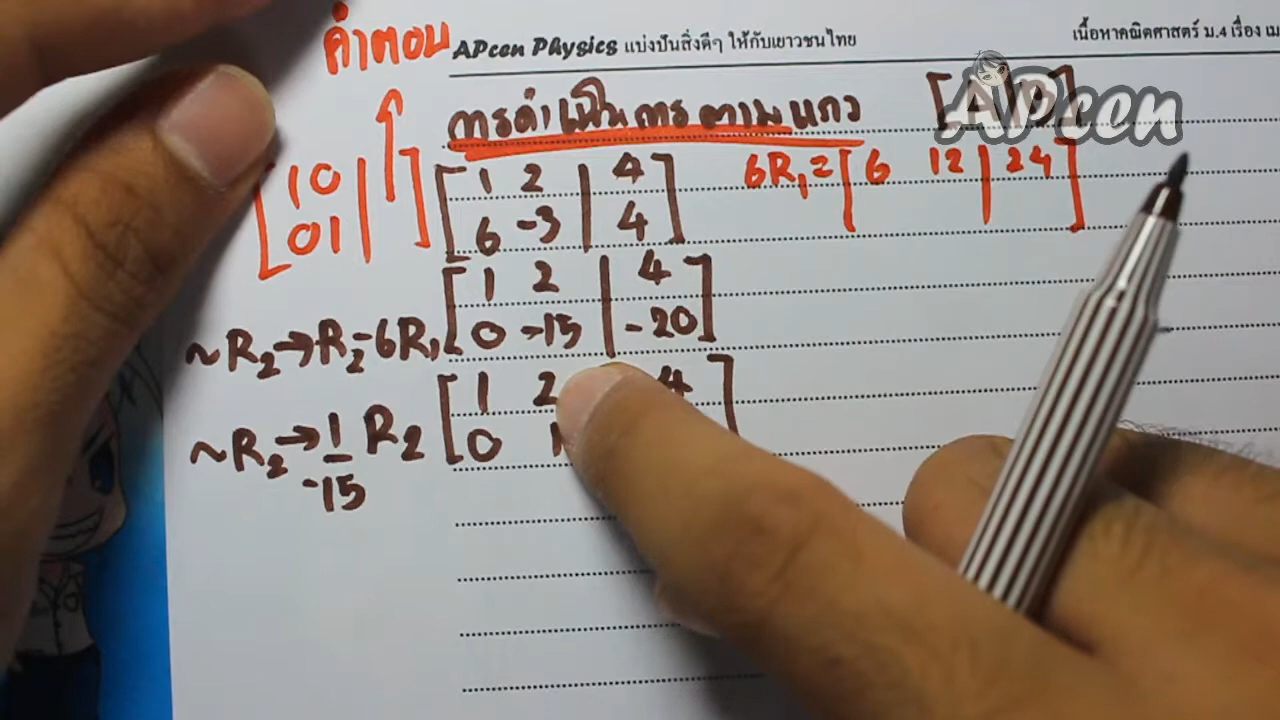 คำตอบ
APcen Physics แบ่งปันสิ่งดีๆ ให้กับเยาวชนไทย
เนื้อหาคณิตศาสตร์ ม.4 เรื่อง
การดำเนินการตามแถว
APcen
[1 0 | ]
[0 1 | ]
[1 2 | 4]
[6 -3 | 4]
6R₁ = [6 12 | 24]
[1 2 | 4]
~R₂→R₂-6R₁ [0 -15 | -20]
[1 2 4]
~R₂→1/-15 R₂ [0 1